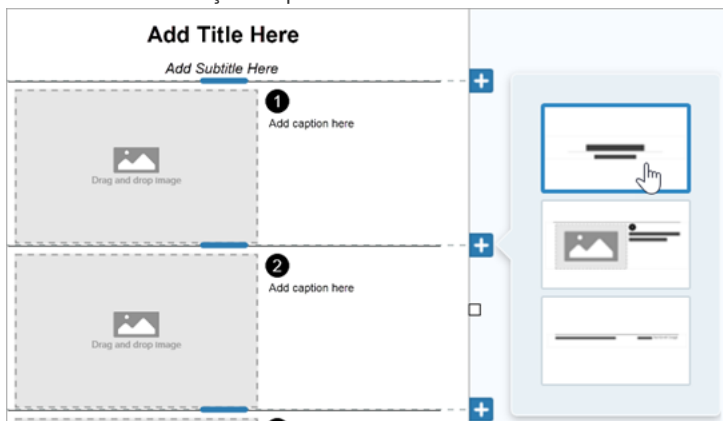 Add Title Here
Add Subtitle Here
1
Add caption here
Drag and drop image
2
Add caption here
Drag and drop image